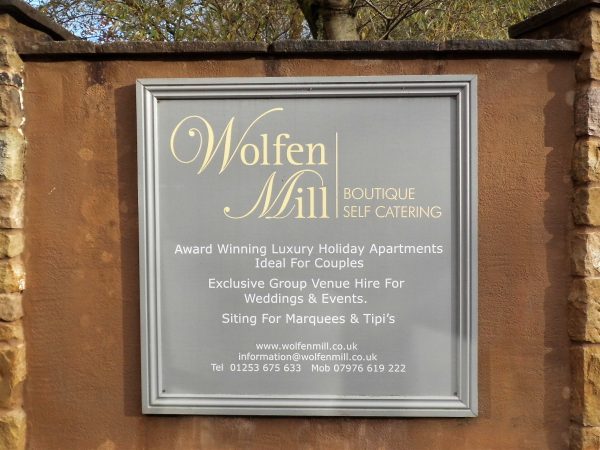 Wolfen
Mill
BOUTIQUE
SELF CATERING
Award Winning Luxury Holiday Apartments
Ideal For Couples
Exclusive Group Venue Hire For
Weddings & Events.
Siting For Marquees & Tipi's
www.wolfenmill.co.uk
information@wolfenmill.co.uk
Tel 01253 675 633 Mob 07976 619 222